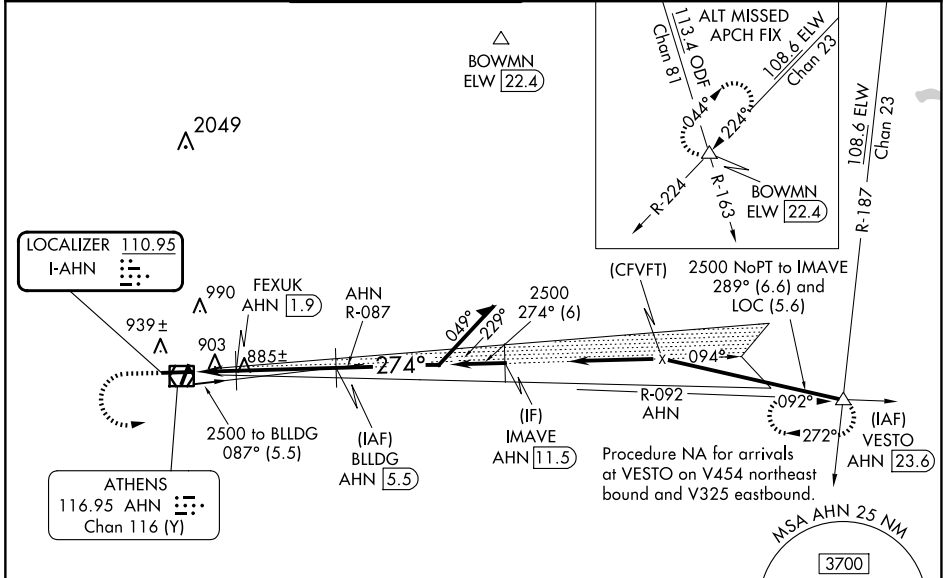 ALT MISSED
APCH FIX
113.4 ODF
Chan 81
108.6 ELW
Chan 23
044°
224°
BOWMN
ELW 22.4
R-224
R-163
BOWMN
ELW 22.4
108.6 ELW
Chan 23
R-187
2049
LOCALIZER 110.95
I-AHN
990
939±
903
885±
FEXUK
AHN 1.9
AHN
R-087
049°
229°
2500
274° (6)
(CFVFT)
2500 NoPT to IMAVE
289° (6.6) and
LOC (5.6)
X
274°
094°
R-092
AHN
092°
272°
(IAF)
VESTO
AHN 23.6
2500 to BLLDG
087° (5.5)
(IAF)
BLLDG
AHN 5.5
(IF)
IMAVE
AHN 11.5
Procedure NA for arrivals
at VESTO on V454 northeast
bound and V325 eastbound.
ATHENS
116.95 AHN
Chan 116 (Y)
MSA AHN 25 NM
3700